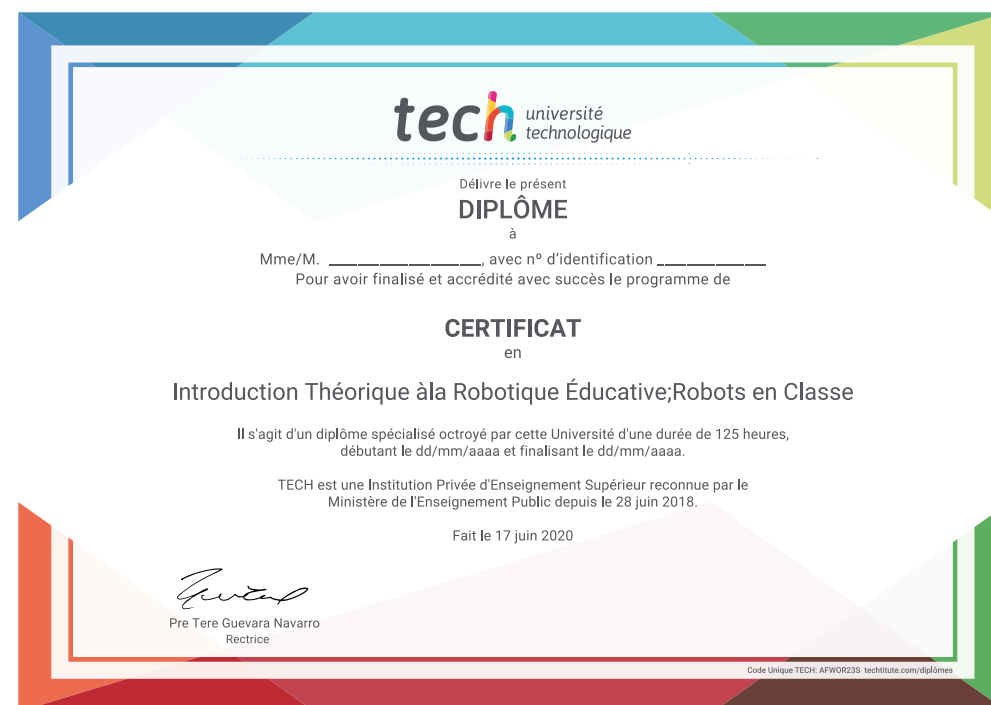 tech université
technologique
Délivre le présent
DIPLÔME
à
Mme/M. ____________________, avec nº d'identification ______________
Pour avoir finalisé et accrédité avec succès le programme de
CERTIFICAT
en
Introduction Théorique àla Robotique Éducative;Robots en Classe
Il s'agit d'un diplôme spécialisé octroyé par cette Université d'une durée de 125 heures,
débutant le dd/mm/aaaa et finalisant le dd/mm/aaaa.
TECH est une Institution Privée d'Enseignement Supérieur reconnue par le
Ministère de l'Enseignement Public depuis le 28 juin 2018.
Fait le 17 juin 2020
Pre Tere Guevara Navarro
Rectrice
Code Unique TECH: AFWOR23S techtitute.com/diplômes